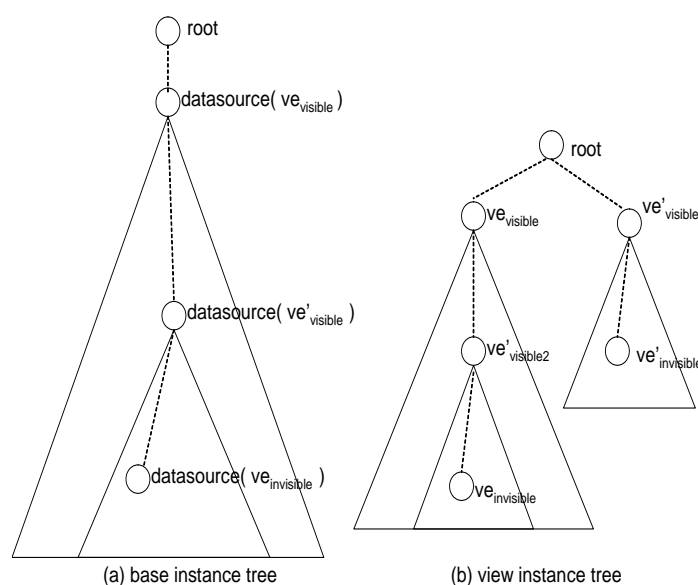 root
datasource( ve_visible )
datasource( ve'_visible )
datasource( ve_invisible )
(a) base instance tree
root
ve_visible
ve'_visible
ve'_visible2
ve'_invisible
ve_invisible
(b) view instance tree